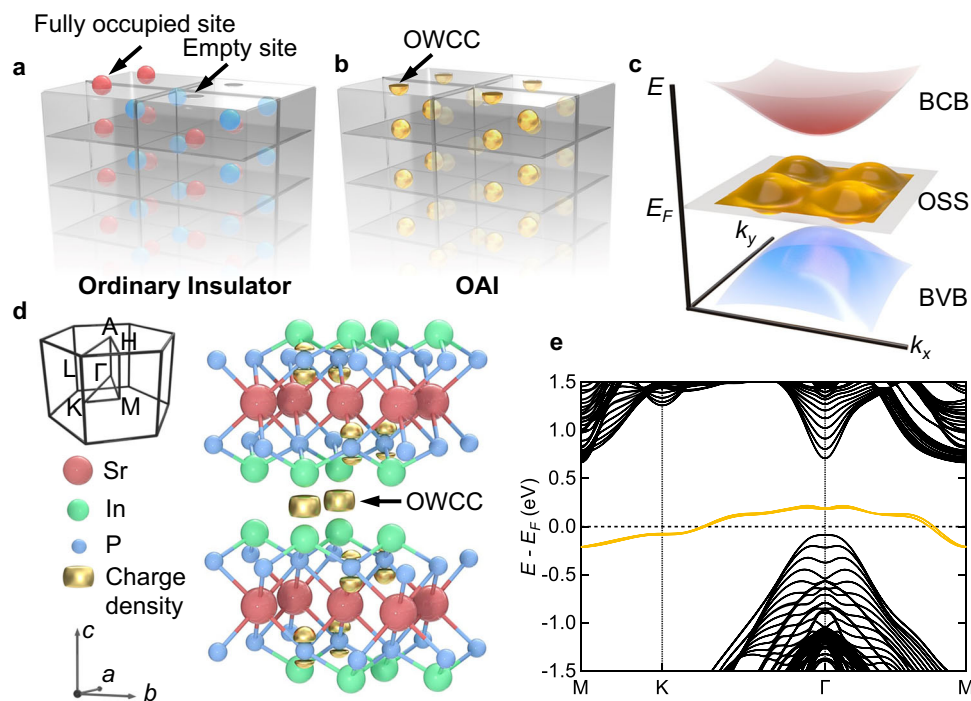 Fully occupied site
Empty site
a
Ordinary Insulator
b
OWCC
OAI
c
E
BCB
E_F
OSS
k_y
BVB
k_x
d
A
H
L
Γ
K
M
Sr
In
P
Charge
density
c
a
b
OWCC
e
E - E_F (eV)
1.5
1.0
0.5
0.0
-0.5
-1.0
-1.5
M
K
Γ
M